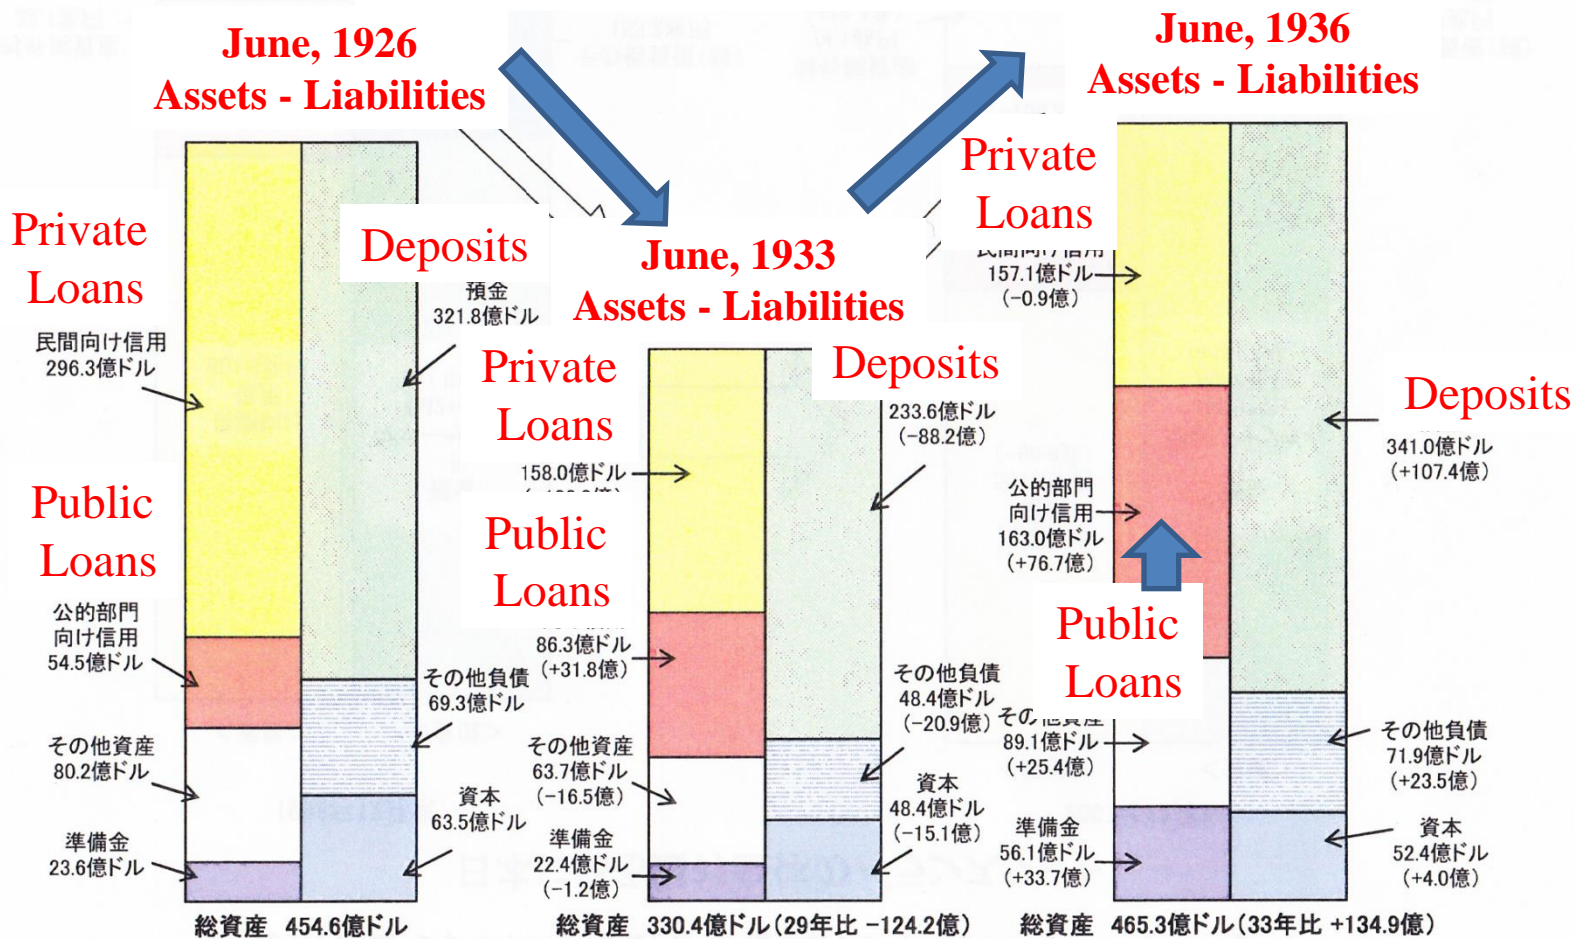 June, 1926
Assets - Liabilities
Private
Loans
民間向け信用
296.3億ドル
Deposits
預金
321.8億ドル
Public
Loans
公的部門
向け信用
54.5億ドル
その他負債
69.3億ドル
その他資産
80.2億ドル
資本
63.5億ドル
準備金
23.6億ドル
総資産 454.6億ドル
June, 1933
Assets - Liabilities
Private
Loans
158.0億ドル
Deposits
233.6億ドル
(−88.2億)
Public
Loans
86.3億ドル
(+31.8億)
その他負債
48.4億ドル
(−20.9億)
その他資産
63.7億ドル
(−16.5億)
資本
48.4億ドル
(−15.1億)
準備金
22.4億ドル
(−1.2億)
総資産 330.4億ドル(29年比 −124.2億)
June, 1936
Assets - Liabilities
Private
Loans
民間向け信用
157.1億ドル
(−0.9億)
Deposits
341.0億ドル
(+107.4億)
公的部門
向け信用
163.0億ドル
(+76.7億)
Public
Loans
その他資産
89.1億ドル
(+25.4億)
その他負債
71.9億ドル
(+23.5億)
準備金
56.1億ドル
(+33.7億)
資本
52.4億ドル
(+4.0億)
総資産 465.3億ドル(33年比 +134.9億)